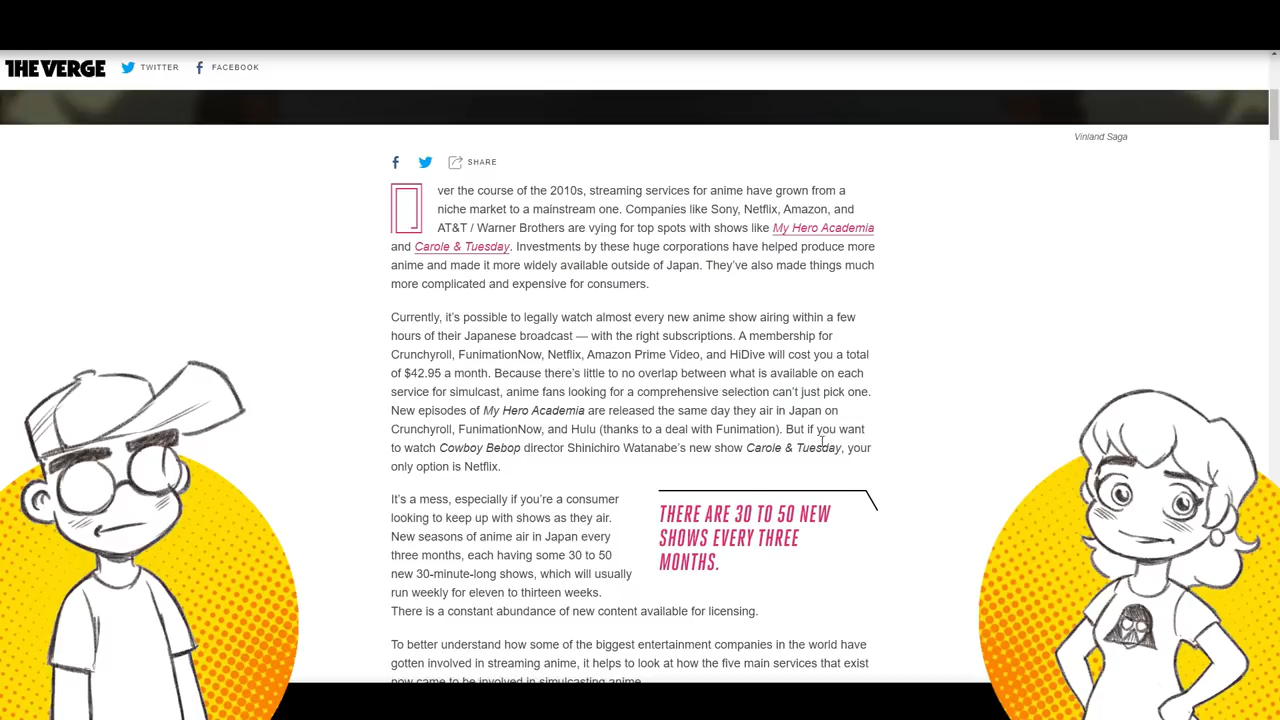 THE VERGE
TWITTER
FACEBOOK
Vinland Saga
SHARE
Over the course of the 2010s, streaming services for anime have grown from a
niche market to a mainstream one. Companies like Sony, Netflix, Amazon, and
AT&T / Warner Brothers are vying for top spots with shows like My Hero Academia
and Carole & Tuesday. Investments by these huge corporations have helped produce more
anime and made it more widely available outside of Japan. They've also made things much
more complicated and expensive for consumers.
Currently, it's possible to legally watch almost every new anime show airing within a few
hours of their Japanese broadcast — with the right subscriptions. A membership for
Crunchyroll, FunimationNow, Netflix, Amazon Prime Video, and HiDive will cost you a total
of $42.95 a month. Because there's little to no overlap between what is available on each
service for simulcast, anime fans looking for a comprehensive selection can't just pick one.
New episodes of My Hero Academia are released the same day they air in Japan on
Crunchyroll, FunimationNow, and Hulu (thanks to a deal with Funimation). But if you want
to watch Cowboy Bebop director Shinichiro Watanabe's new show Carole & Tuesday, your
only option is Netflix.
It's a mess, especially if you're a consumer
looking to keep up with shows as they air.
New seasons of anime air in Japan every
three months, each having some 30 to 50
new 30-minute-long shows, which will usually
run weekly for eleven to thirteen weeks.
There is a constant abundance of new content available for licensing.
THERE ARE 30 TO 50 NEW
SHOWS EVERY THREE
MONTHS.
To better understand how some of the biggest entertainment companies in the world have
gotten involved in streaming anime, it helps to look at how the five main services that exist
now came to be involved in simulcasting anime.